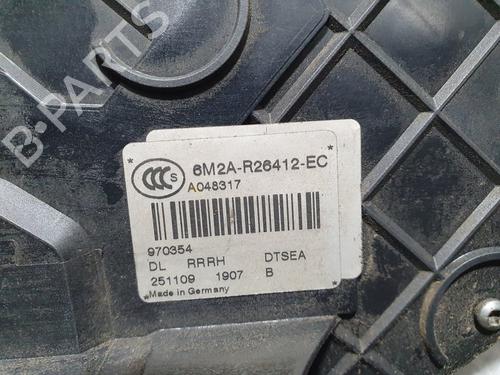 B-PARTS
CCC S 6M2A-R26412-EC
A048317
970354
DL RRRH DTSEA
251109 1907 B
Made in Germany